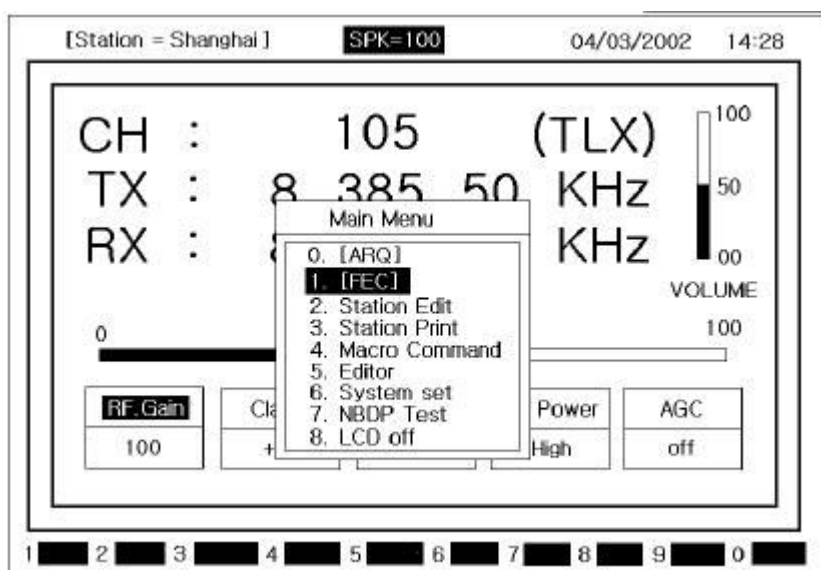 [Station = Shanghai] SPK=100 04/03/2002 14:28
CH : 105 (TLX)
100
TX : 8 385 50 KHz
50
Main Menu
RX : KHz
00
0. [ARQ]
1. [FEC]
2. Station Edit
3. Station Print
4. Macro Command
5. Editor
6. System set
7. NBDP Test
8. LCD off
VOLUME
0 100
RF.Gain Power AGC
100 + High off
1 2 3 4 5 6 7 8 9 0